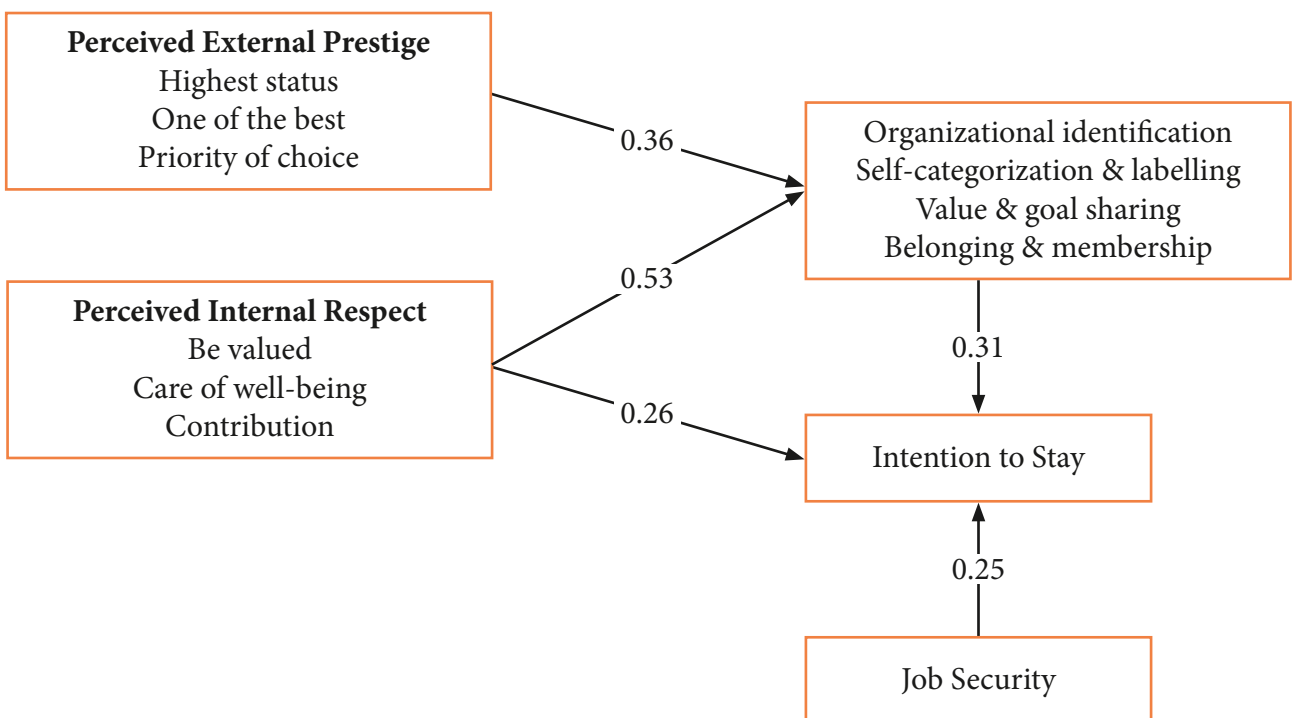 Perceived External Prestige
Highest status
One of the best
Priority of choice
0.36
Organizational identification
Self-categorization & labelling
Value & goal sharing
Belonging & membership
0.53
Perceived Internal Respect
Be valued
Care of well-being
Contribution
0.31
0.26
Intention to Stay
0.25
Job Security